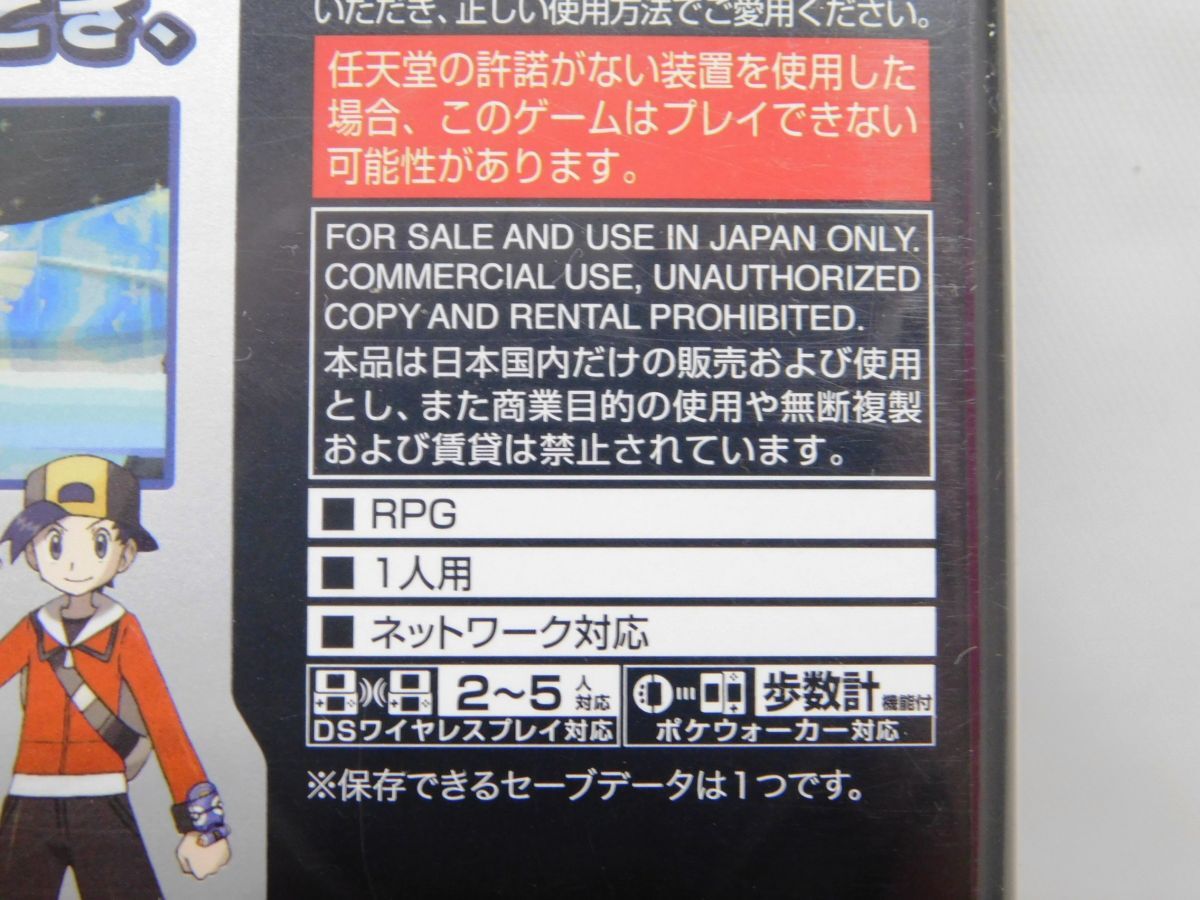 とき、
いただき、正しい使用方法でご愛用ください。
任天堂の許諾がない装置を使用した
場合、このゲームはプレイできない
可能性があります。
FOR SALE AND USE IN JAPAN ONLY.
COMMERCIAL USE, UNAUTHORIZED
COPY AND RENTAL PROHIBITED.
本品は日本国内だけの販売および使用
とし、また商業目的の使用や無断複製
および賃貸は禁止されています。
■ RPG
■ 1人用
■ ネットワーク対応
2～5人対応
DSワイヤレスプレイ対応
歩数計機能付
ポケウォーカー対応
※保存できるセーブデータは1つです。